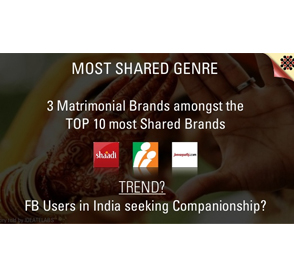 MOST SHARED GENRE
3 Matrimonial Brands amongst the
TOP 10 most Shared Brands
shaadi
TREND?
FB Users in India seeking Companionship?